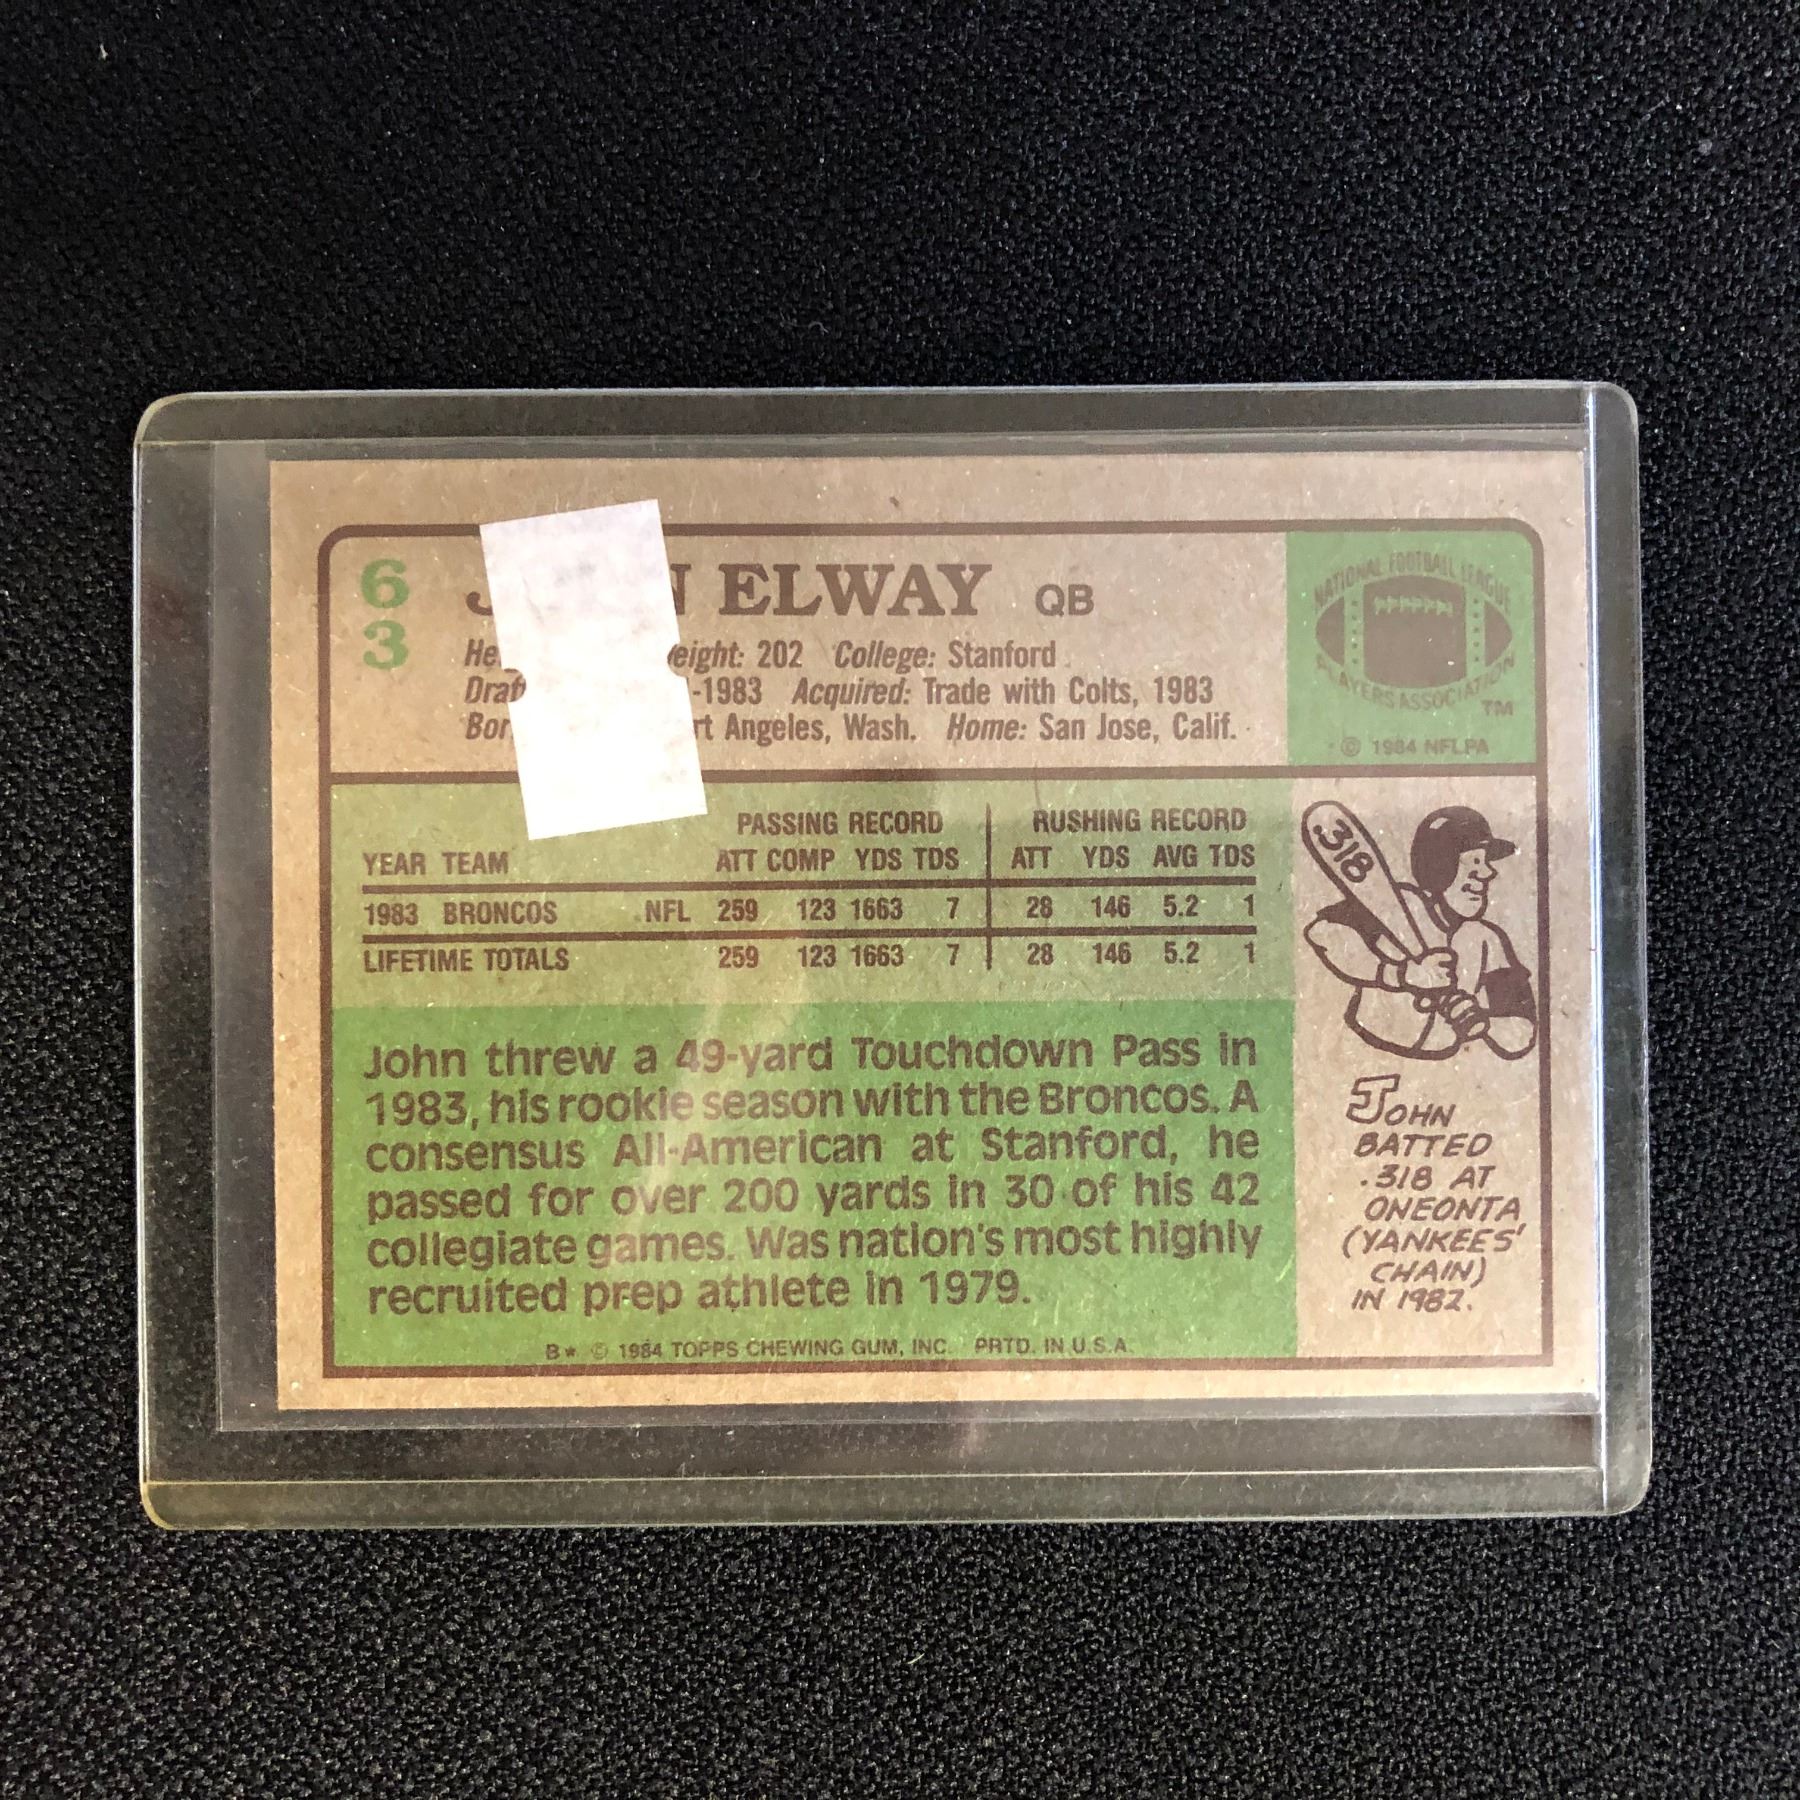 63
ELWAY QB
202 College: Stanford
-1983 Acquired: Trade with Colts, 1983
Angeles, Wash. Home: San Jose, Calif.
NATIONAL FOOTBALL LEAGUE
PLAYERS ASSOCIATION
TM
© 1984 NFLPA
PASSING RECORD RUSHING RECORD
YEAR TEAM ATT COMP YDS TDS ATT YDS AVG TDS
1983 BRONCOS NFL 259 123 1663 7 28 146 5.2 1
LIFETIME TOTALS 259 123 1663 7 28 146 5.2 1
John threw a 49-yard Touchdown Pass in
1983, his rookie season with the Broncos. A
consensus All-American at Stanford, he
passed for over 200 yards in 30 of his 42
collegiate games. Was nation's most highly
recruited prep athlete in 1979.
318
JOHN
BATTED
.318 AT
ONEONTA
(YANKEES'
CHAIN)
IN 1982.
B* © 1984 TOPPS CHEWING GUM, INC. PRTD. IN U.S.A.